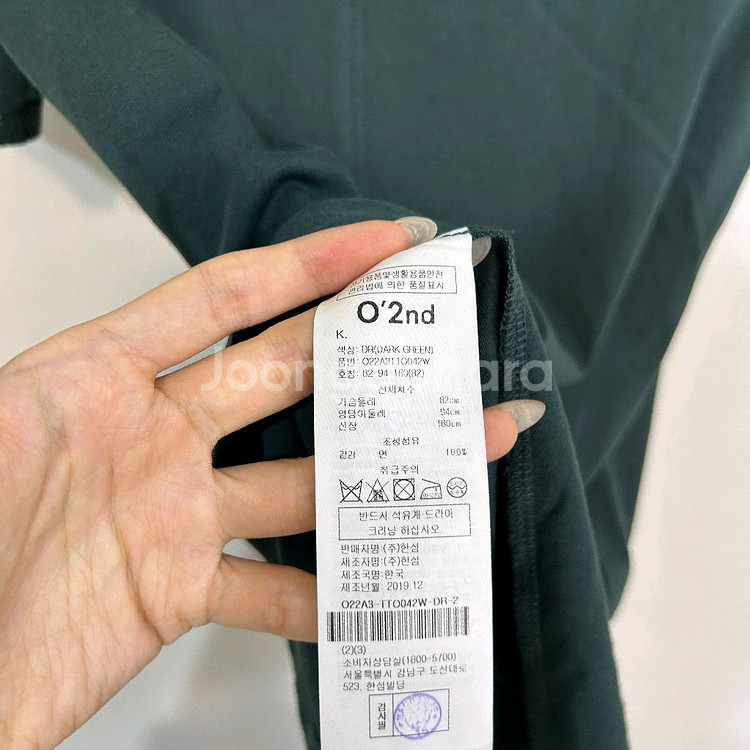 전기용품및생활용품안전
관리법에 의한 품질표시
O'2nd
K.
색상: DR(DARK GREEN)
품번: O22A3TTO042W
호칭: 82-94-160(82)
신체치수
가슴둘레 82cm
엉덩이둘레 94cm
신장 160cm
조성섬유
겉감 면 100%
취급주의
반드시 석유계 드라이
크리닝 하십시오
판매자명:(주)한섬
제조자명:(주)한섬
제조국명:한국
제조년월: 2019.12
O22A3-TTO042W-DR-2
(2)(3)
소비자상담실(1800-5700)
서울특별시 강남구 도산대로
523, 한섬빌딩
검사필